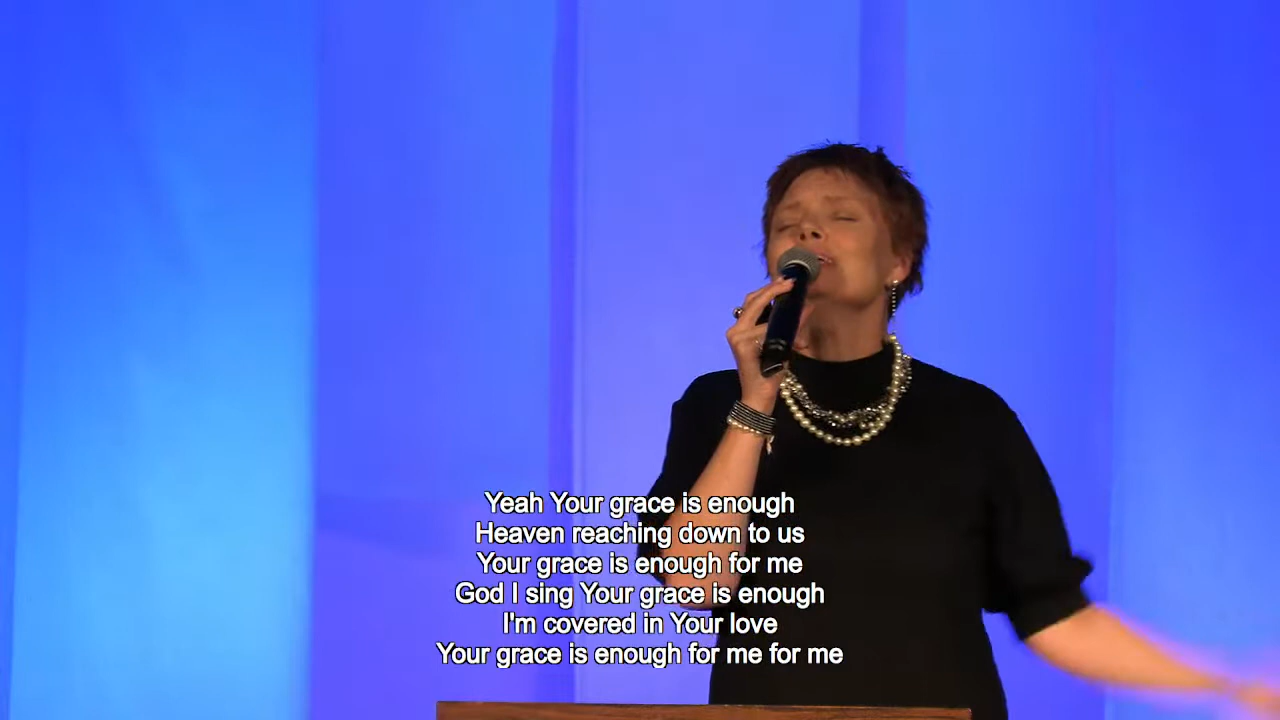 Yeah Your grace is enough
Heaven reaching down to us
Your grace is enough for me
God I sing Your grace is enough
I'm covered in Your love
Your grace is enough for me for me